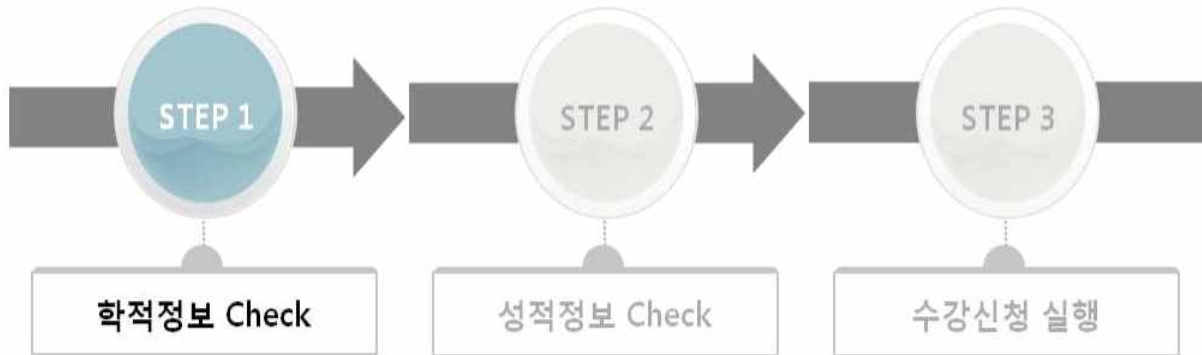 STEP 1
STEP 2
STEP 3
학적정보 Check
성적정보 Check
수강신청 실행